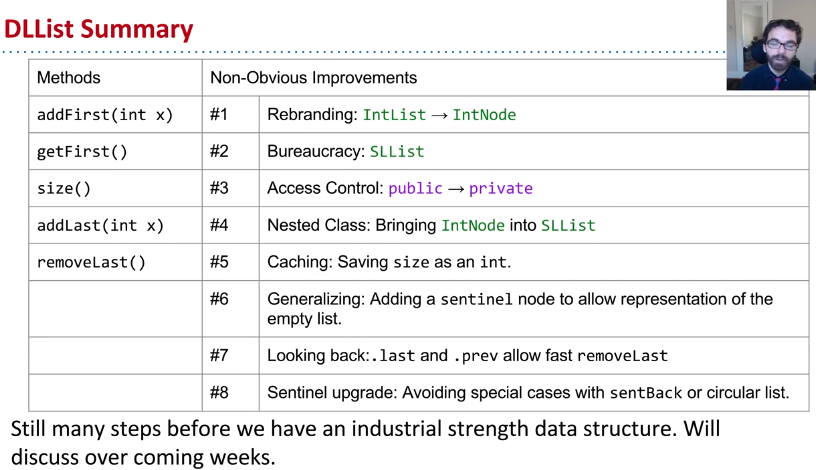 DLList Summary
Methods Non-Obvious Improvements
addFirst(int x) #1 Rebranding: IntList → IntNode
getFirst() #2 Bureaucracy: SLList
size() #3 Access Control: public → private
addLast(int x) #4 Nested Class: Bringing IntNode into SLList
removeLast() #5 Caching: Saving size as an int.
#6 Generalizing: Adding a sentinel node to allow representation of the
empty list.
#7 Looking back:.last and .prev allow fast removeLast
#8 Sentinel upgrade: Avoiding special cases with sentBack or circular list.
Still many steps before we have an industrial strength data structure. Will
discuss over coming weeks.